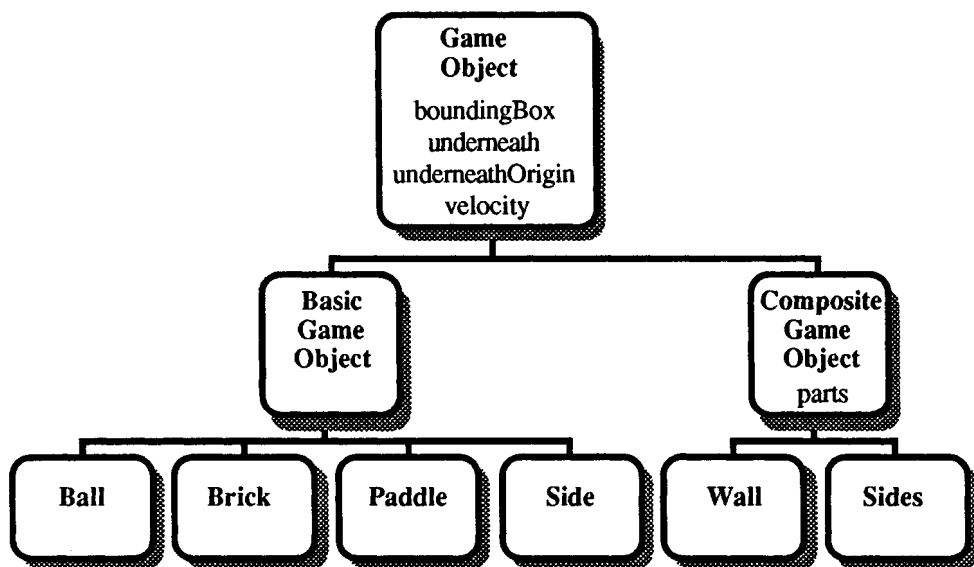 Game
Object
boundingBox
underneath
underneathOrigin
velocity
Basic
Game
Object
Composite
Game
Object
parts
Ball
Brick
Paddle
Side
Wall
Sides